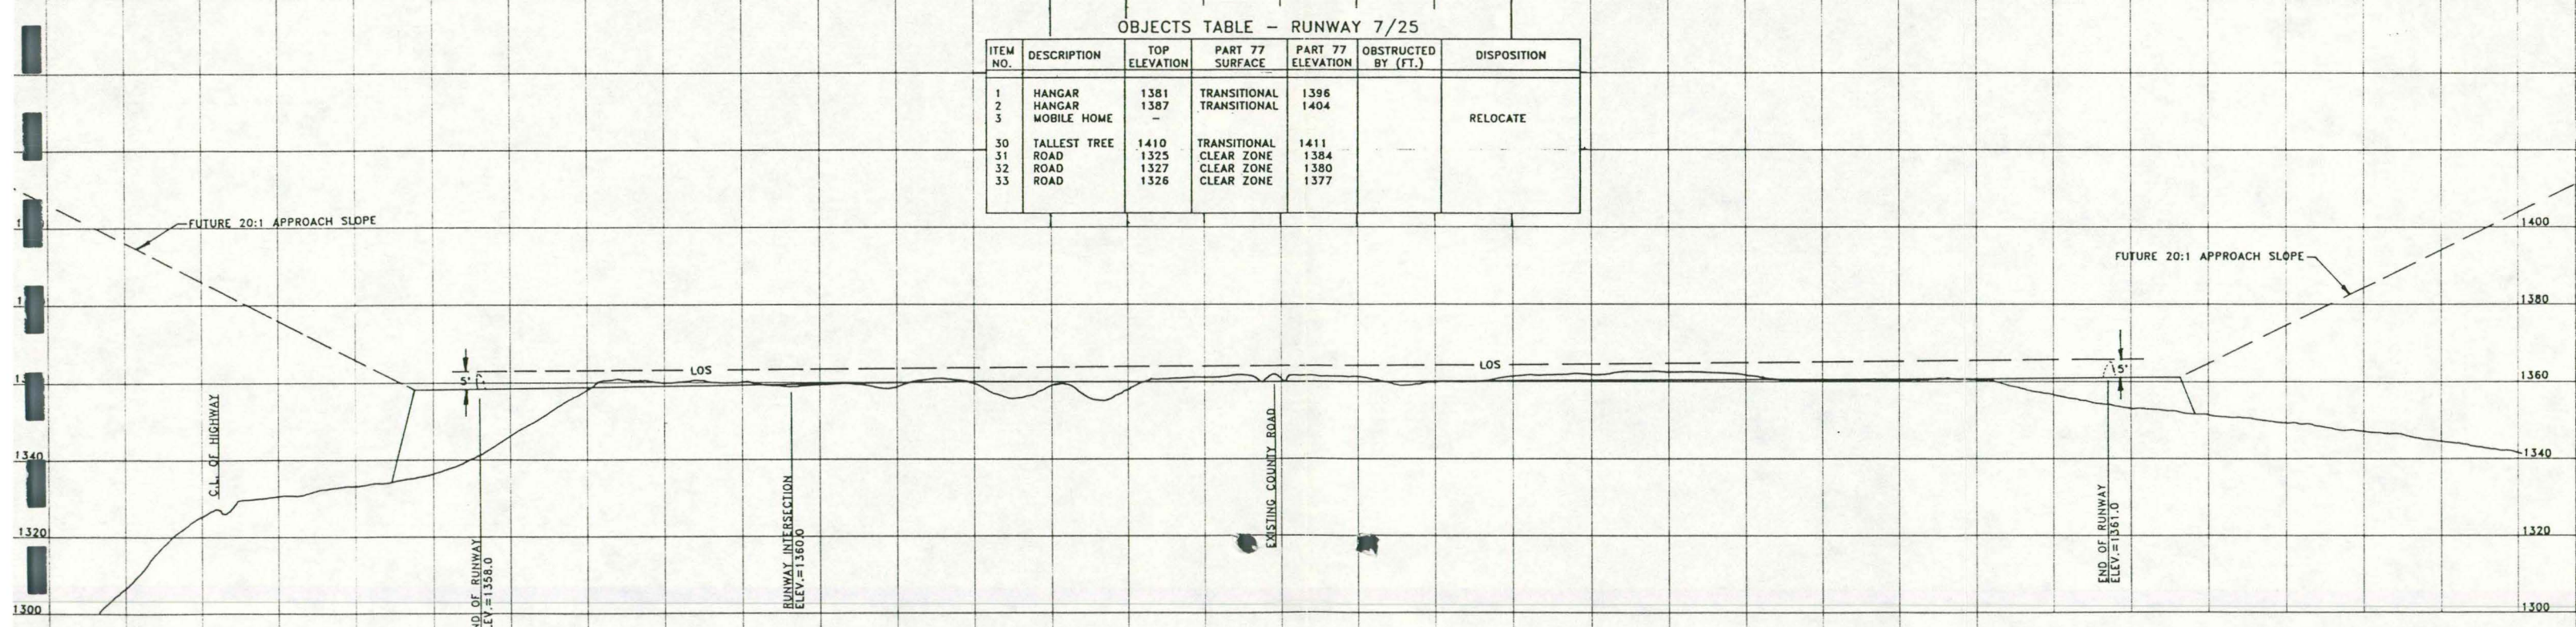 OBJECTS TABLE – RUNWAY 7/25
ITEM NO. DESCRIPTION TOP ELEVATION PART 77 SURFACE PART 77 ELEVATION OBSTRUCTED BY (FT.) DISPOSITION
1 HANGAR 1381 TRANSITIONAL 1396
2 HANGAR 1387 TRANSITIONAL 1404
3 MOBILE HOME – RELOCATE
30 TALLEST TREE 1410 TRANSITIONAL 1411
31 ROAD 1325 CLEAR ZONE 1384
32 ROAD 1327 CLEAR ZONE 1380
33 ROAD 1326 CLEAR ZONE 1377
FUTURE 20:1 APPROACH SLOPE
1400
FUTURE 20:1 APPROACH SLOPE
1380
LOS
LOS
5'
5'
1360
C.L. OF HIGHWAY
EXISTING COUNTY ROAD
1340
1340
RUNWAY INTERSECTION
ELEV.=1360.0
END OF RUNWAY
ELEV.=1361.0
1320
1320
OF RUNWAY
1358.0
1300
1300